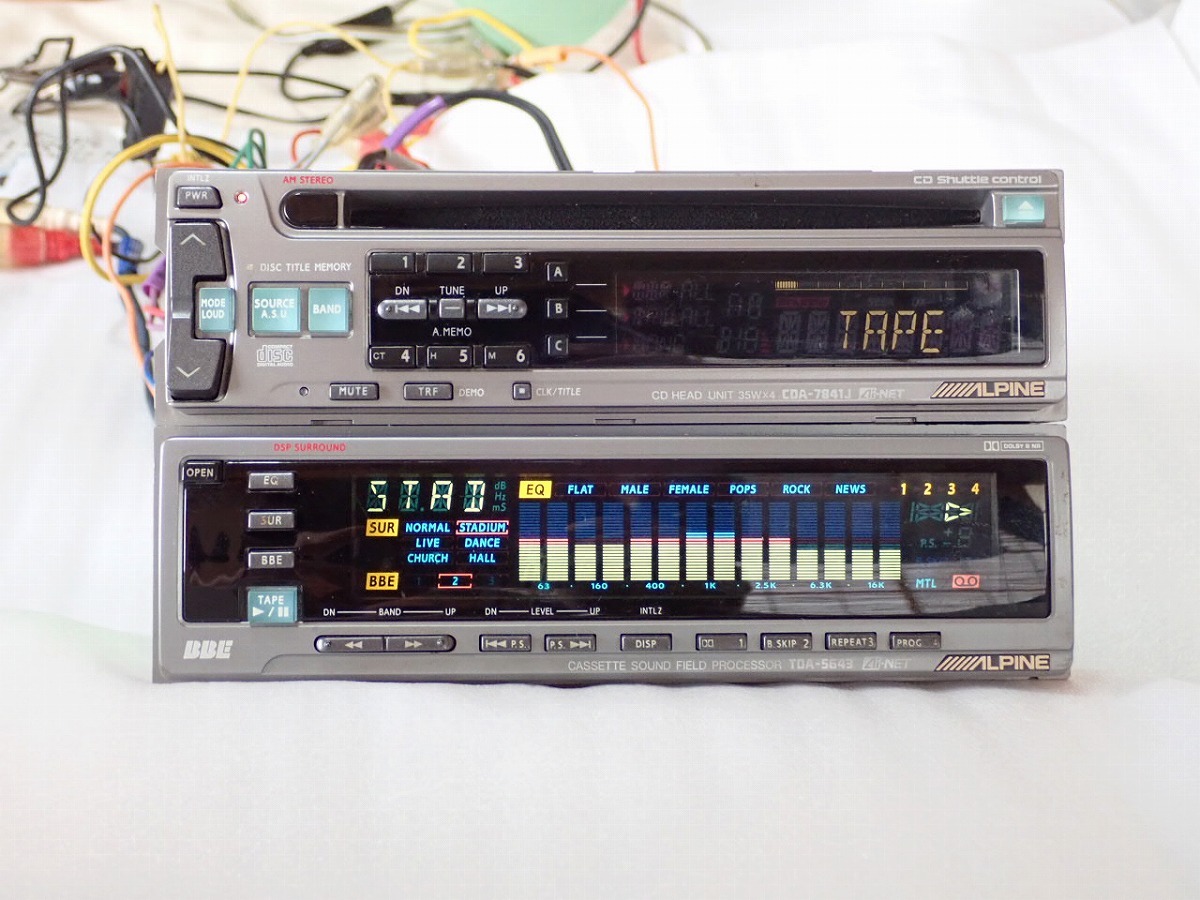 INTLZ
PWR
AM STEREO
CD Shuttle control
DISC TITLE MEMORY
1 2 3
A
DN TUNE UP
MODE
LOUD
SOURCE
A.S.U
BAND
B
TAPE
A.MEMO
C
disc
DIGITAL AUDIO
CT 4 H 5 M 6
MUTE TRF DEMO CLK/TITLE
CD HEAD UNIT 35W×4 CDA-7841J Ai-NET ALPINE
DSP SURROUND
DOLBY B NR
OPEN
EQ
STAD
dB
Hz
mS
EQ FLAT MALE FEMALE POPS ROCK NEWS 1 2 3 4
SUR
SUR NORMAL STADIUM
LIVE DANCE
CHURCH HALL
P.S.
BBE
BBE 1 2 3
63 · 160 · 400 · 1K · 2.5K · 6.3K · 16K
MTL
TAPE
DN BAND UP DN LEVEL UP INTLZ
BBE
P.S. P.S. DISP 1 B.SKIP 2 REPEAT3 PROG 4
CASSETTE SOUND FIELD PROCESSOR TDA-5643 Ai-NET ALPINE